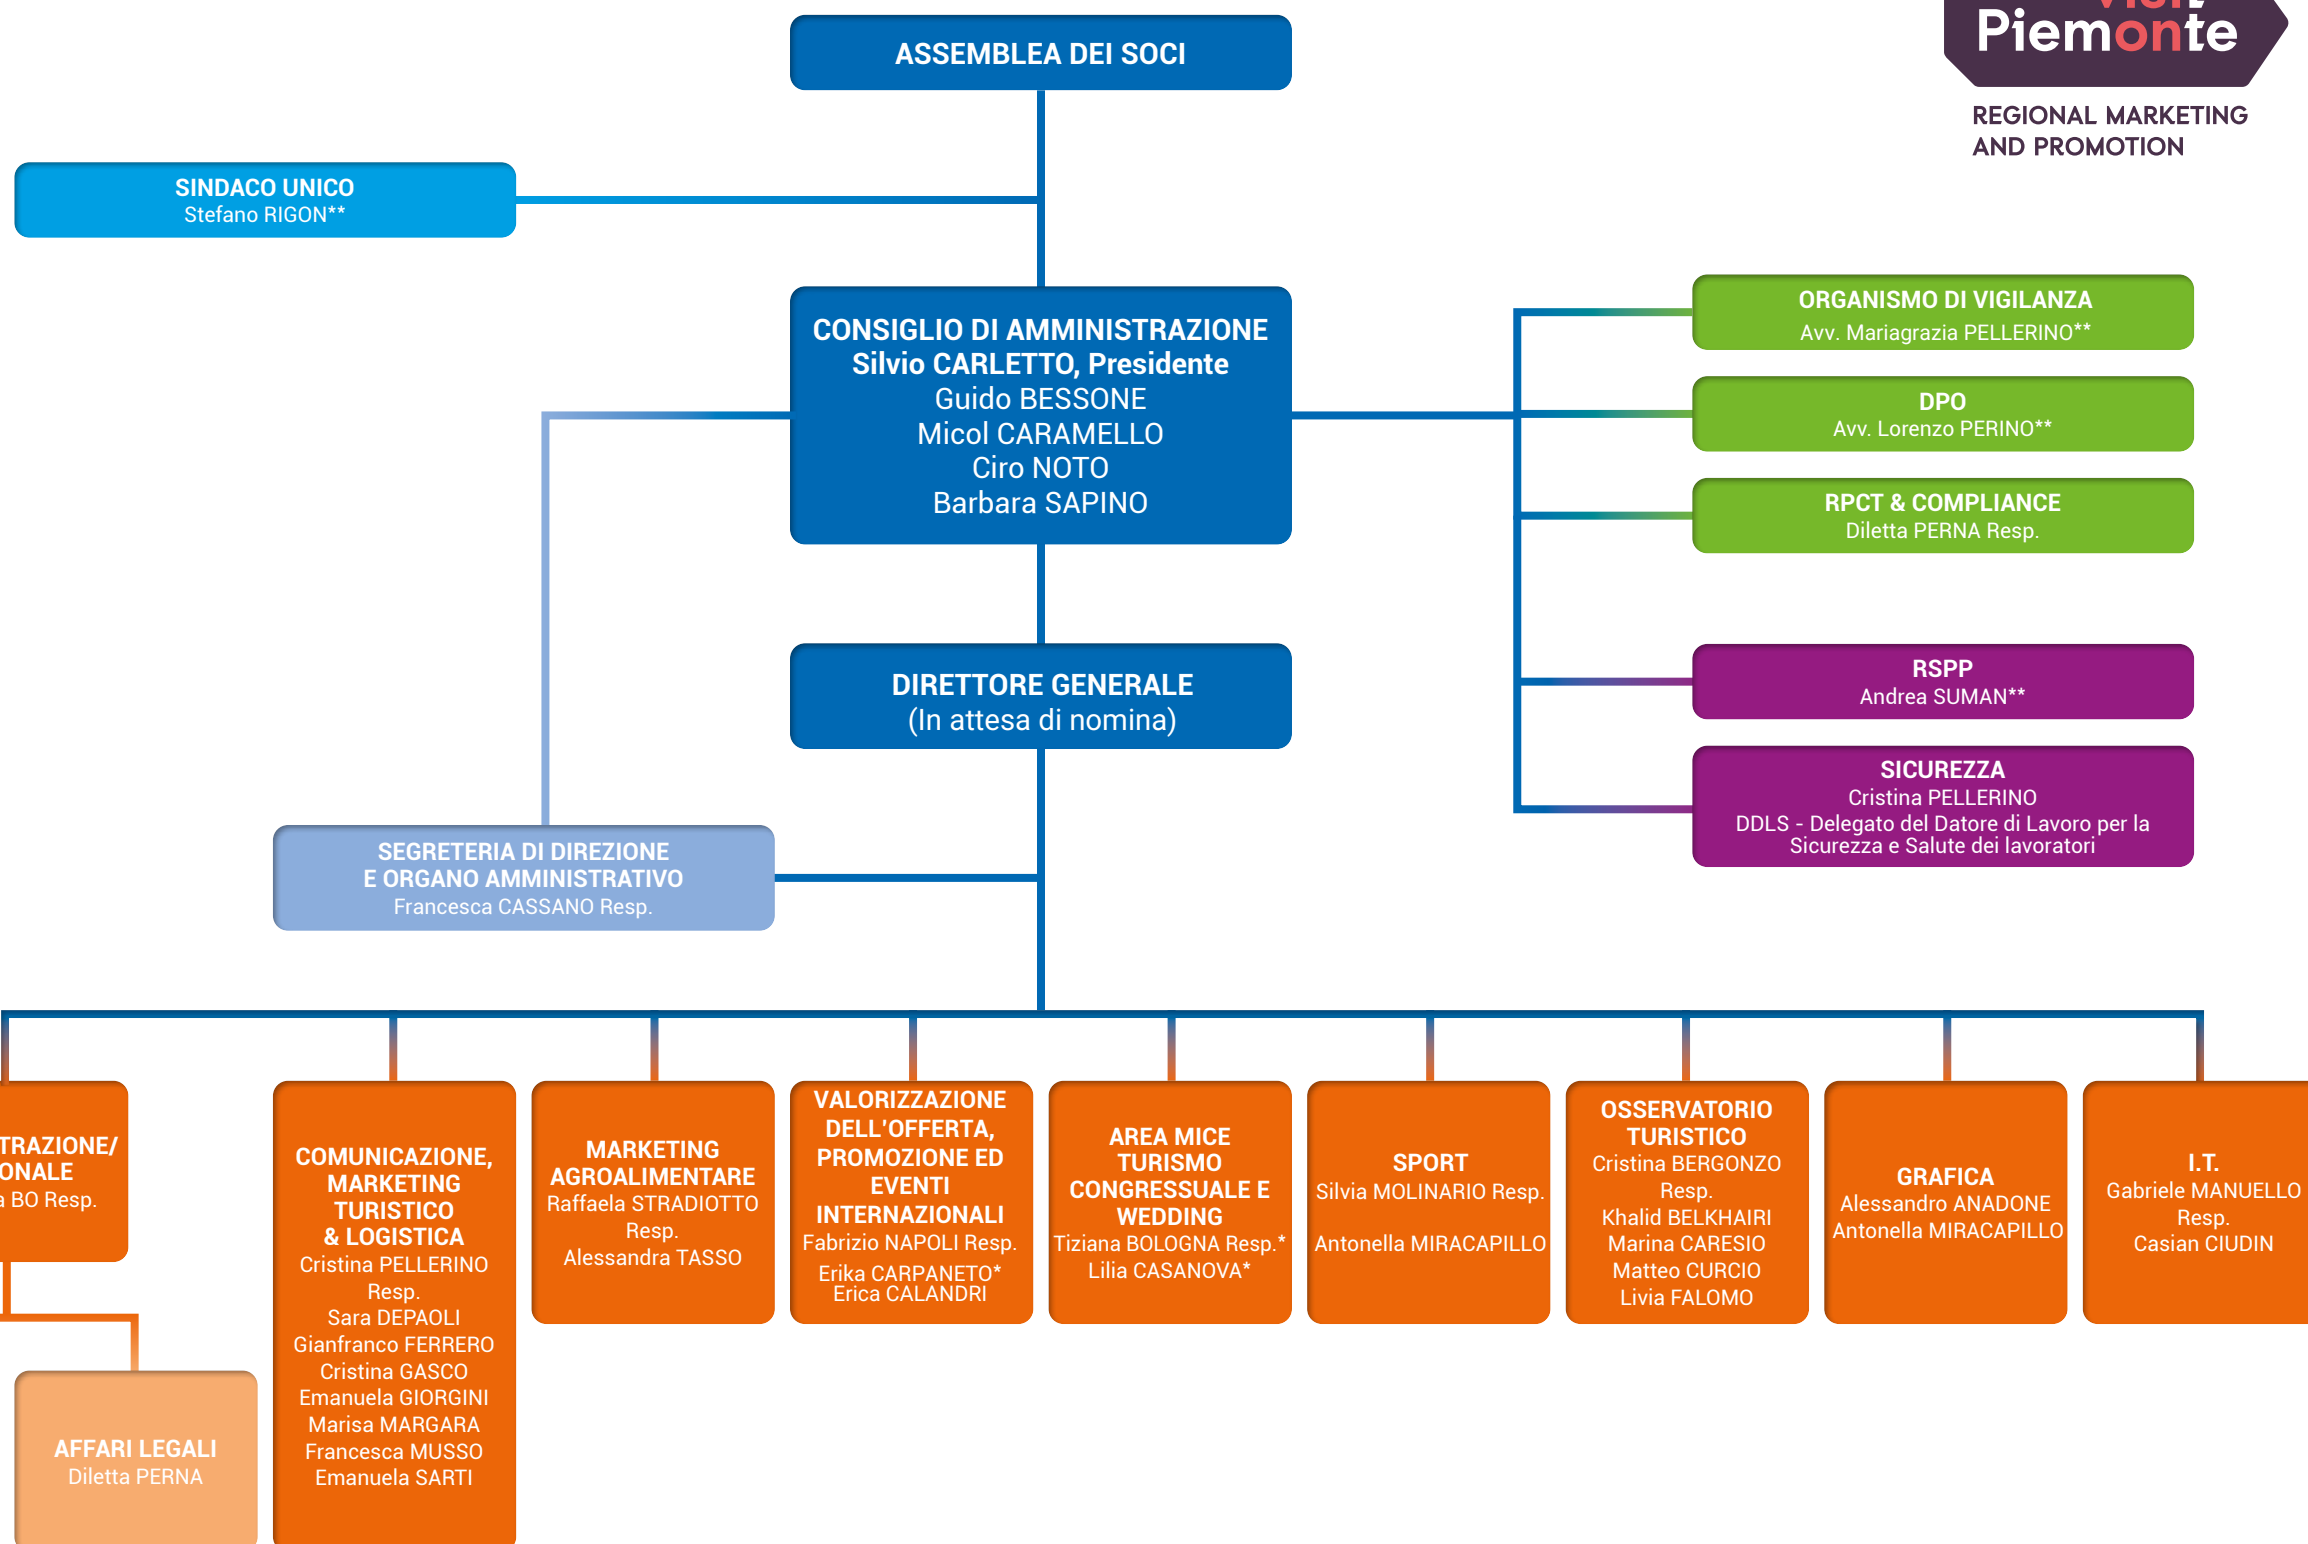 Piemonte
REGIONAL MARKETING
AND PROMOTION
ASSEMBLEA DEI SOCI
SINDACO UNICO
Stefano RIGON**
CONSIGLIO DI AMMINISTRAZIONE
Silvio CARLETTO, Presidente
Guido BESSONE
Micol CARAMELLO
Ciro NOTO
Barbara SAPINO
ORGANISMO DI VIGILANZA
Avv. Mariagrazia PELLERINO**
DPO
Avv. Lorenzo PERINO**
RPCT & COMPLIANCE
Diletta PERNA Resp.
RSPP
Andrea SUMAN**
SICUREZZA
Cristina PELLERINO
DDLS - Delegato del Datore di Lavoro per la
Sicurezza e Salute dei lavoratori
DIRETTORE GENERALE
(In attesa di nomina)
SEGRETERIA DI DIREZIONE
E ORGANO AMMINISTRATIVO
Francesca CASSANO Resp.
TRAZIONE/
ONALE
a BO Resp.
AFFARI LEGALI
Diletta PERNA
COMUNICAZIONE,
MARKETING
TURISTICO
& LOGISTICA
Cristina PELLERINO
Resp.
Sara DEPAOLI
Gianfranco FERRERO
Cristina GASCO
Emanuela GIORGINI
Marisa MARGARA
Francesca MUSSO
Emanuela SARTI
MARKETING
AGROALIMENTARE
Raffaela STRADIOTTO
Resp.
Alessandra TASSO
VALORIZZAZIONE
DELL'OFFERTA,
PROMOZIONE ED
EVENTI
INTERNAZIONALI
Fabrizio NAPOLI Resp.
Erika CARPANETO*
Erica CALANDRI
AREA MICE
TURISMO
CONGRESSUALE E
WEDDING
Tiziana BOLOGNA Resp.*
Lilia CASANOVA*
SPORT
Silvia MOLINARIO Resp.
Antonella MIRACAPILLO
OSSERVATORIO
TURISTICO
Cristina BERGONZO
Resp.
Khalid BELKHAIRI
Marina CARESIO
Matteo CURCIO
Livia FALOMO
GRAFICA
Alessandro ANADONE
Antonella MIRACAPILLO
I.T.
Gabriele MANUELLO
Resp.
Casian CIUDIN